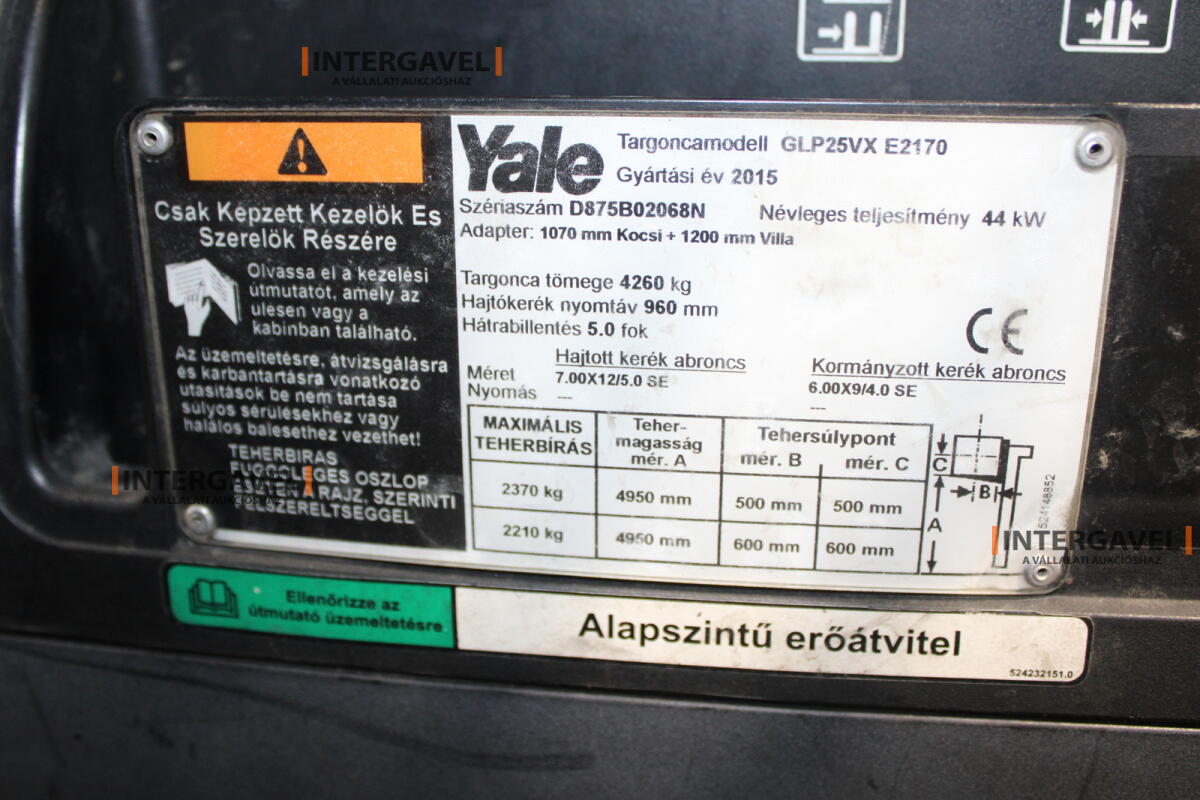 INTERGAVEL
A VÁLLALATI AUKCIÓSHÁZ
Csak Kepzett Kezelök Es
Szerelök Részére
Olvassa el a kezelési
útmutatót, amely az
ulesen vagy a
kabinban található.
Az üzemeltetésre, átvizsgálásra
és karbantartásra vonatkozó
utasítások be nem tartása
súlyos sérülésekhez vagy
halálos balesethez vezethet!
TEHERBIRAS
FUGGOLEGES OSZLOP
RAJZ, SZERINTI
FELSZERELTSEGGEL
INTERGAVEL
A VÁLLALATI AUKCIÓSHÁZ
Yale
Targoncamodell GLP25VX E2170
Gyártási év 2015
Szériaszám D875B02068N Névleges teljesítmény 44 kW
Adapter: 1070 mm Kocsi + 1200 mm Villa
Targonca tömege 4260 kg
Hajtókerék nyomtáv 960 mm
Hátrabillentés 5.0 fok
CE
Hajtott kerék abroncs Kormányzott kerék abroncs
Méret 7.00X12/5.0 SE 6.00X9/4.0 SE
Nyomás --- ---
MAXIMÁLIS TEHERBÍRÁS
Teher-
magasság
mér. A
Tehersúlypont
mér. B mér. C
2370 kg 4950 mm 500 mm 500 mm
2210 kg 4950 mm 600 mm 600 mm
C
B
A
524148852
INTERGAVEL
A VÁLLALATI AUKCIÓSHÁZ
Ellenőrizze az
útmutató üzemeltetésre
Alapszintű erőátvitel
524232151.0